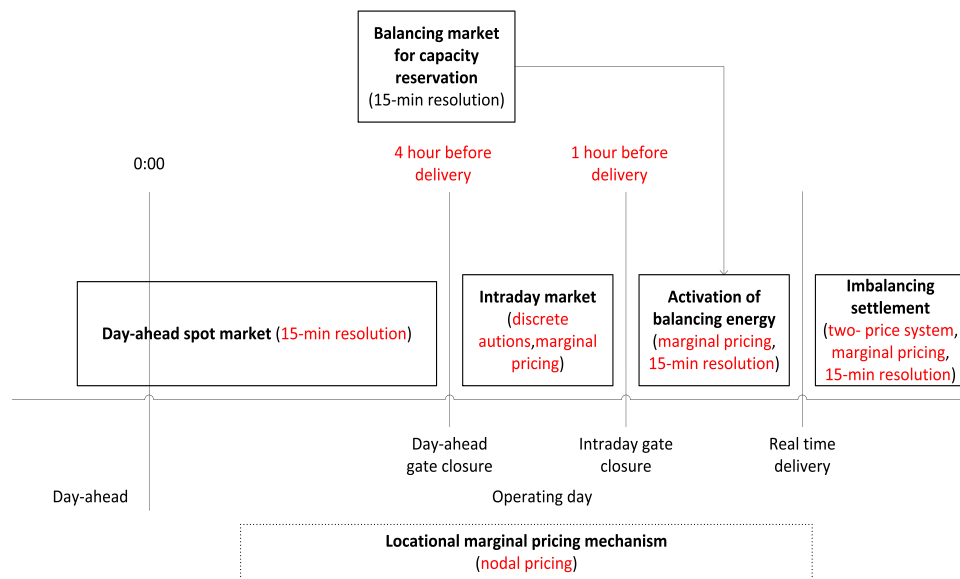 Balancing market
for capacity
reservation
(15-min resolution)
0:00
4 hour before
delivery
1 hour before
delivery
Day-ahead spot market (15-min resolution)
Intraday market
(discrete
autions,marginal
pricing)
Activation of
balancing energy
(marginal pricing,
15-min resolution)
Imbalancing
settlement
(two- price system,
marginal pricing,
15-min resolution)
Day-ahead
gate closure
Intraday gate
closure
Real time
delivery
Day-ahead
Operating day
Locational marginal pricing mechanism
(nodal pricing)